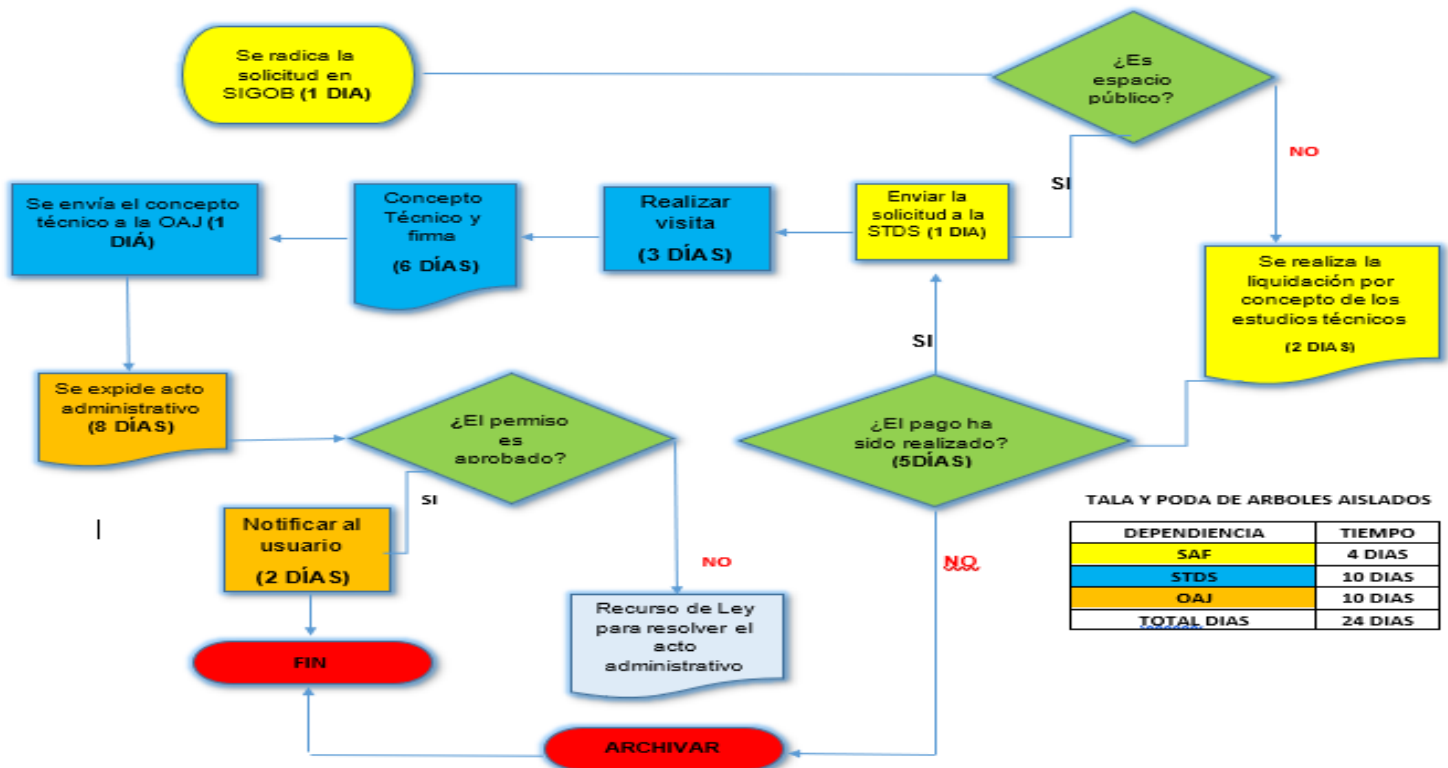 Se radica la
solicitud en
SIGOB (1 DIA)
¿Es
espacio
público?
NO
SI
Se envía el concepto
técnico a la OAJ (1
DIÁ)
Concepto
Técnico y
firma
(6 DÍAS)
Realizar
visita
(3 DÍAS)
Enviar la
solicitud a la
STDS (1 DIA)
Se realiza la
liquidación por
concepto de los
estudios técnicos
(2 DIAS)
SI
Se expide acto
administrativo
(8 DÍAS)
¿El permiso
es
aprobado?
¿El pago ha
sido realizado?
(5DÍAS)
SI
Notificar al
usuario
(2 DÍAS)
NO
NO
TALA Y PODA DE ARBOLES AISLADOS
DEPENDIENCIA TIEMPO
SAF 4 DIAS
STDS 10 DIAS
OAJ 10 DIAS
TOTAL DIAS 24 DIAS
Recurso de Ley
para resolver el
acto
administrativo
FIN
ARCHIVAR